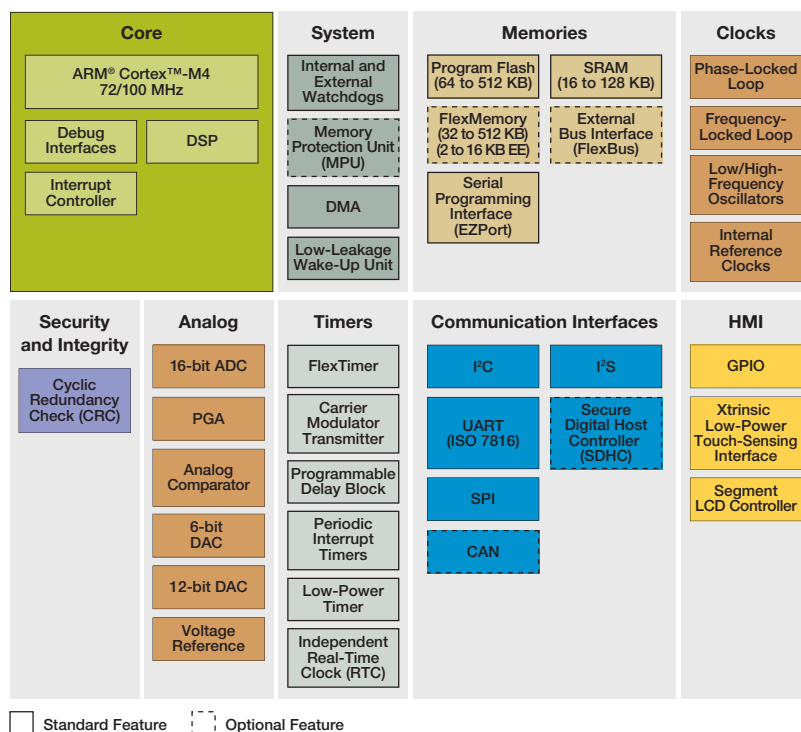 Core
ARM® Cortex™-M4
72/100 MHz
Debug
Interfaces
DSP
Interrupt
Controller
System
Internal and
External
Watchdogs
Memory
Protection Unit
(MPU)
DMA
Low-Leakage
Wake-Up Unit
Memories
Program Flash
(64 to 512 KB)
SRAM
(16 to 128 KB)
FlexMemory
(32 to 512 KB)
(2 to 16 KB EE)
External
Bus Interface
(FlexBus)
Serial
Programming
Interface
(EZPort)
Clocks
Phase-Locked
Loop
Frequency-
Locked Loop
Low/High-
Frequency
Oscillators
Internal
Reference
Clocks
Security
and Integrity
Cyclic
Redundancy
Check (CRC)
Analog
16-bit ADC
PGA
Analog
Comparator
6-bit
DAC
12-bit DAC
Voltage
Reference
Timers
FlexTimer
Carrier
Modulator
Transmitter
Programmable
Delay Block
Periodic
Interrupt
Timers
Low-Power
Timer
Independent
Real-Time
Clock (RTC)
Communication Interfaces
I²C
I²S
UART
(ISO 7816)
Secure
Digital Host
Controller
(SDHC)
SPI
CAN
HMI
GPIO
Xtrinsic
Low-Power
Touch-Sensing
Interface
Segment
LCD Controller
Standard Feature
Optional Feature